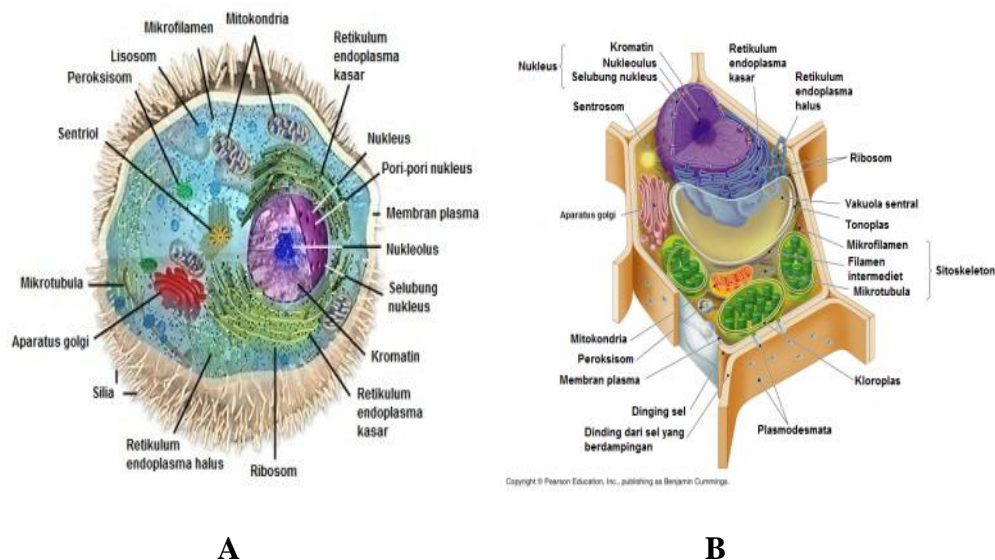 Mikrofilamen
Mitokondria
Lisosom
Peroksisom
Retikulum
endoplasma
kasar
Sentriol
Nukleus
Pori-pori nukleus
Membran plasma
Nukleolus
Mikrotubula
Selubung
nukleus
Aparatus golgi
Kromatin
Silia
Retikulum
endoplasma
kasar
Retikulum
endoplasma halus
Ribosom
A
Nukleus
Kromatin
Nukleoulus
Selubung nukleus
Retikulum
endoplasma
kasar
Retikulum
endoplasma
halus
Sentrosom
Ribosom
Aparatus golgi
Vakuola sentral
Tonoplas
Mikrofilamen
Filamen
intermediet
Mikrotubula
Sitoskeleton
Mitokondria
Peroksisom
Membran plasma
Kloroplas
Dinging sel
Plasmodesmata
Dinding dari sel yang
berdampingan
Copyright © Pearson Education, Inc., publishing as Benjamin Cummings.
B